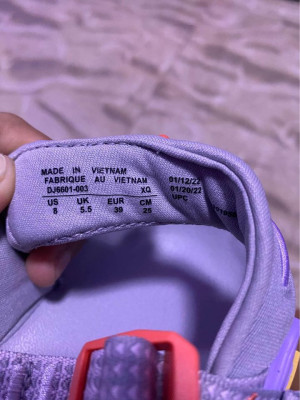 MADE IN VIETNAM
FABRIQUE AU VIETNAM 01/12/22
DJ6601-003 XQ 01/20/22
US UK EUR CM UPC
8 5.5 39 25